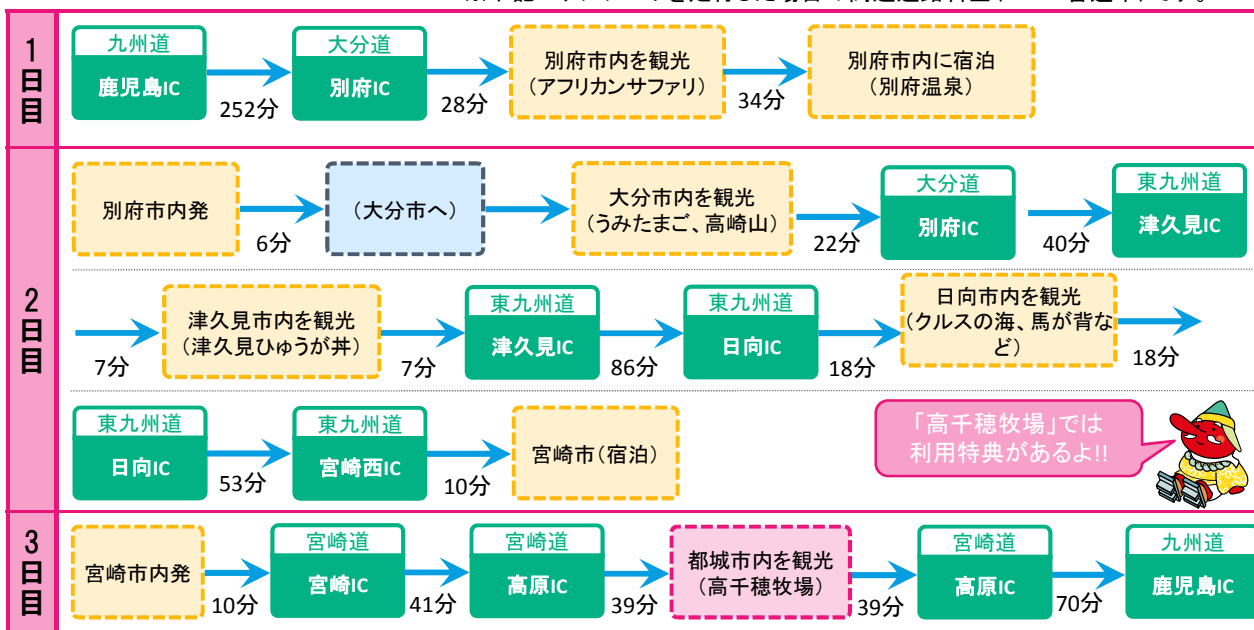 1
日
目
九州道
鹿児島IC
252分
大分道
別府IC
28分
別府市内を観光
(アフリカンサファリ)
34分
別府市内に宿泊
(別府温泉)
2
日
目
別府市内発
6分
(大分市へ)
大分市内を観光
(うみたまご、高崎山)
22分
大分道
別府IC
40分
東九州道
津久見IC
7分
津久見市内を観光
(津久見ひゅうが丼)
7分
東九州道
津久見IC
86分
東九州道
日向IC
18分
日向市内を観光
(クルスの海、馬が背な
ど)
18分
東九州道
日向IC
53分
東九州道
宮崎西IC
10分
宮崎市(宿泊)
「高千穂牧場」では
利用特典があるよ!!
3
日
目
宮崎市内発
10分
宮崎道
宮崎IC
41分
宮崎道
高原IC
39分
都城市内を観光
(高千穂牧場)
39分
宮崎道
高原IC
70分
九州道
鹿児島IC